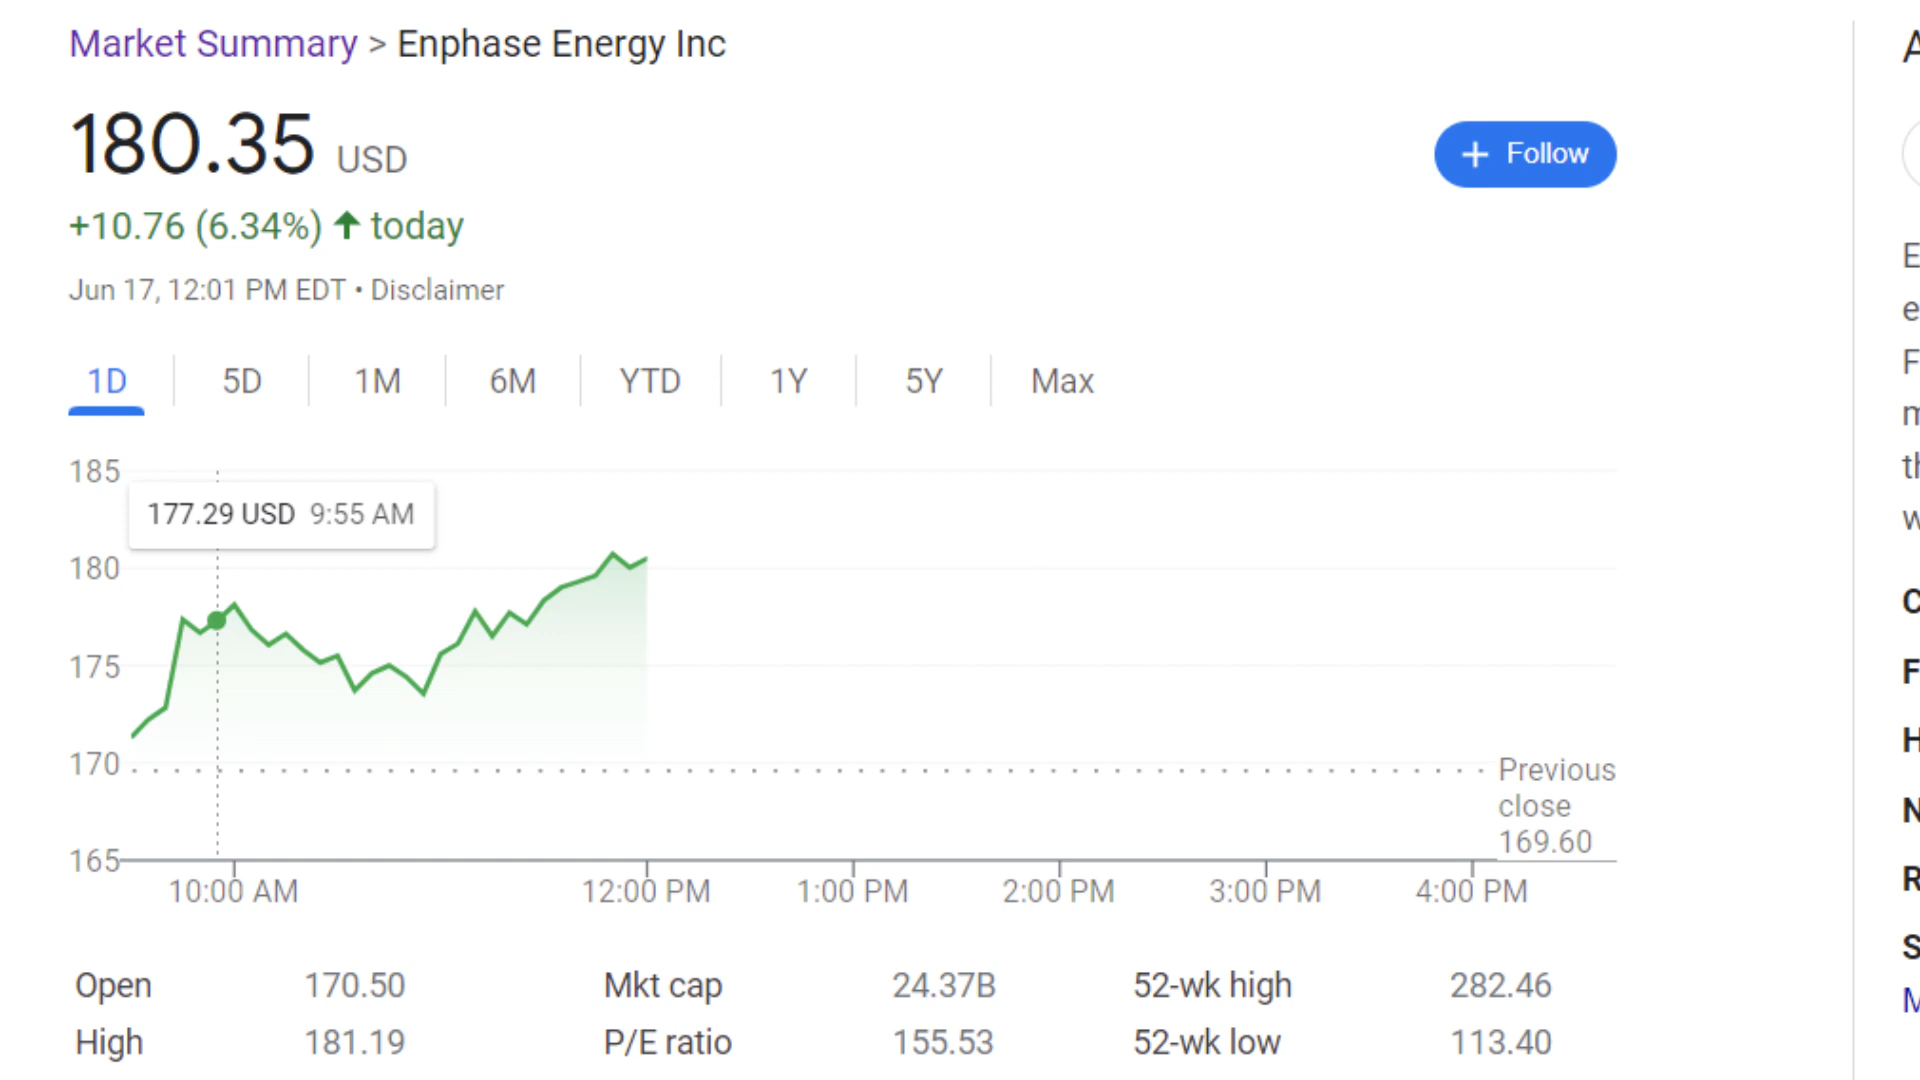 Market Summary > Enphase Energy Inc
180.35 USD
+ Follow
+10.76 (6.34%) ↑ today
Jun 17, 12:01 PM EDT • Disclaimer
1D 5D 1M 6M YTD 1Y 5Y Max
185
177.29 USD 9:55 AM
180
175
170
Previous
close
169.60
165
10:00 AM 12:00 PM 1:00 PM 2:00 PM 3:00 PM 4:00 PM
Open 170.50 Mkt cap 24.37B 52-wk high 282.46
High 181.19 P/E ratio 155.53 52-wk low 113.40